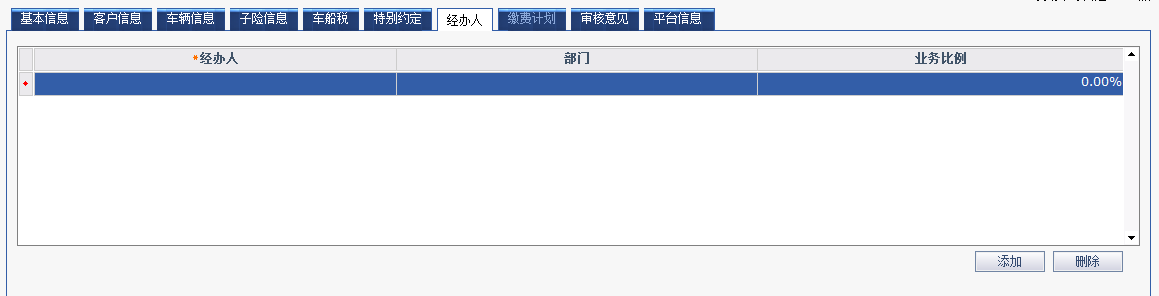 基本信息 客户信息 车辆信息 子险信息 车船税 特别约定 经办人 缴费计划 审核意见 平台信息
*经办人 部门 业务比例
0.00%
添加 删除